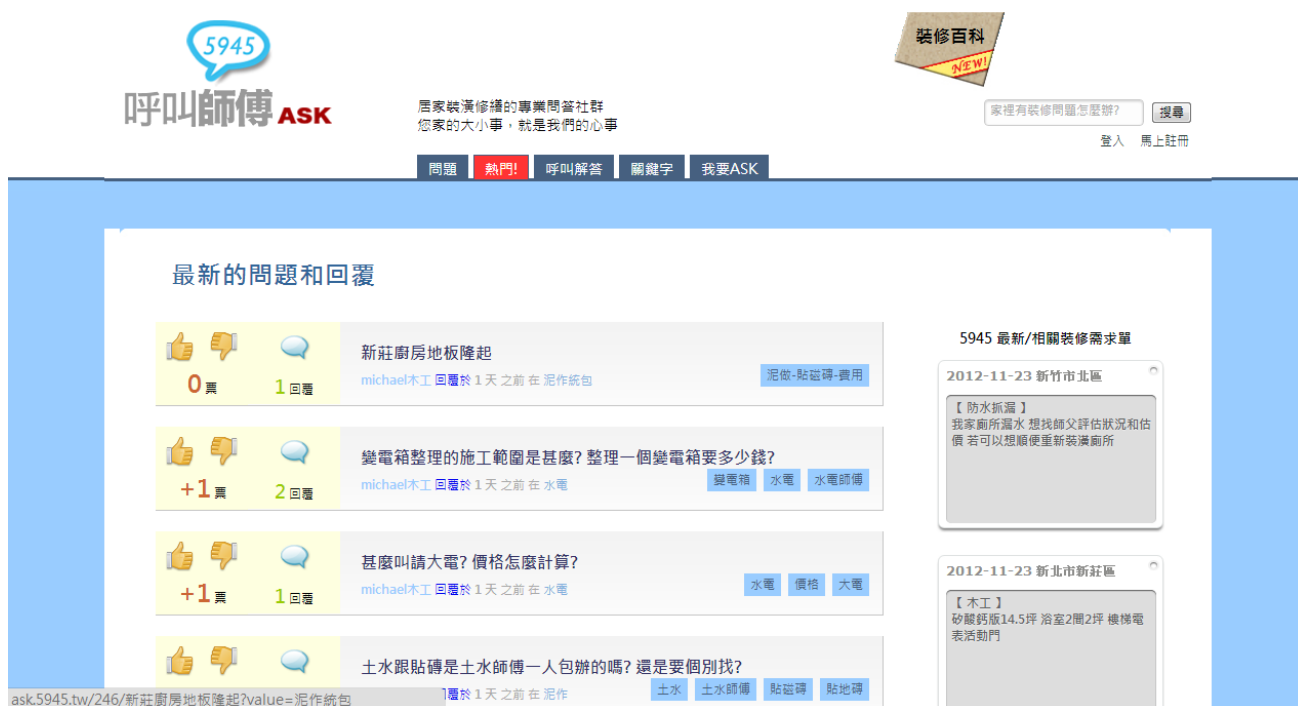 5945
呼叫師傅 ASK
居家裝潢修繕的專業問答社群
您家的大小事，就是我們的心事
裝修百科
NEW!
家裡有裝修問題怎麼辦?
搜尋
登入 馬上註冊
問題 熱門! 呼叫解答 關鍵字 我要ASK
最新的問題和回覆
0 票 1 回覆
新莊廚房地板隆起
michael木工 回覆於 1 天 之前 在 泥作統包
泥做-貼磁磚-費用
+1 票 2 回覆
變電箱整理的施工範圍是甚麼? 整理一個變電箱要多少錢?
michael木工 回覆於 1 天 之前 在 水電
變電箱 水電 水電師傅
+1 票 1 回覆
甚麼叫請大電? 價格怎麼計算?
michael木工 回覆於 1 天 之前 在 水電
水電 價格 大電
土水跟貼磚是土水師傅一人包辦的嗎? 還是要個別找?
回覆於 1 天 之前 在 泥作
土水 土水師傅 貼磁磚 貼地磚
5945 最新/相關裝修需求單
2012-11-23 新竹市北區
【 防水抓漏 】
我家廁所漏水 想找師父評估狀況和估
價 若可以想順便重新裝潢廁所
2012-11-23 新北市新莊區
【 木工 】
矽酸鈣版14.5坪 浴室2間2坪 樓梯電
表活動門
ask.5945.tw/246/新莊廚房地板隆起?value=泥作統包